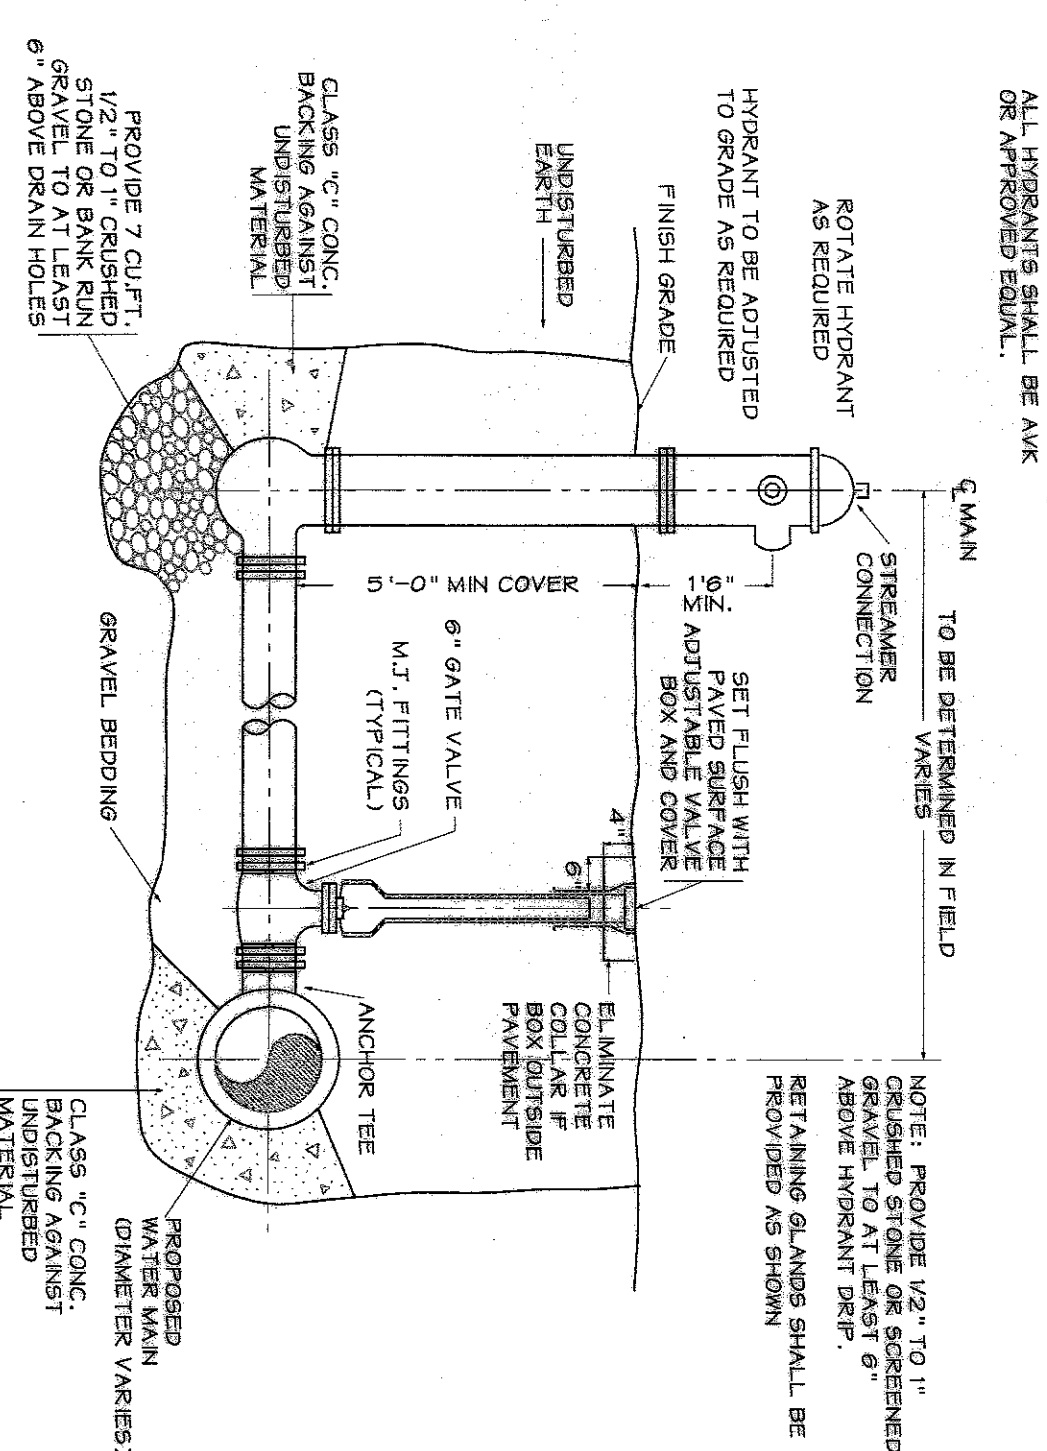 ALL HYDRANTS SHALL BE AVK
OR APPROVED EQUAL.
℄ MAIN
TO BE DETERMINED IN FIELD
VARIES
ROTATE HYDRANT
AS REQUIRED
STREAMER
CONNECTION
NOTE: PROVIDE 1/2" TO 1"
CRUSHED STONE OR SCREENED
GRAVEL TO AT LEAST 6"
ABOVE HYDRANT DRIP.
RETAINING GLANDS SHALL BE
PROVIDED AS SHOWN
HYDRANT TO BE ADJUSTED
TO GRADE AS REQUIRED
1'6"
MIN.
SET FLUSH WITH
PAVED SURFACE
ADJUSTABLE VALVE
BOX AND COVER
FINISH GRADE
4"
6"
UNDISTURBED
EARTH
5'-0" MIN COVER
ELIMINATE
CONCRETE
COLLAR IF
BOX OUTSIDE
PAVEMENT
6" GATE VALVE
M.J. FITTINGS
(TYPICAL)
ANCHOR TEE
CLASS "C" CONC.
BACKING AGAINST
UNDISTURBED
MATERIAL
GRAVEL BEDDING
PROVIDE 7 CU.FT.
1/2" TO 1" CRUSHED
STONE OR BANK RUN
GRAVEL TO AT LEAST
6" ABOVE DRAIN HOLES
PROPOSED
WATER MAIN
(DIAMETER VARIES)
CLASS "C" CONC.
BACKING AGAINST
UNDISTURBED
MATERIAL